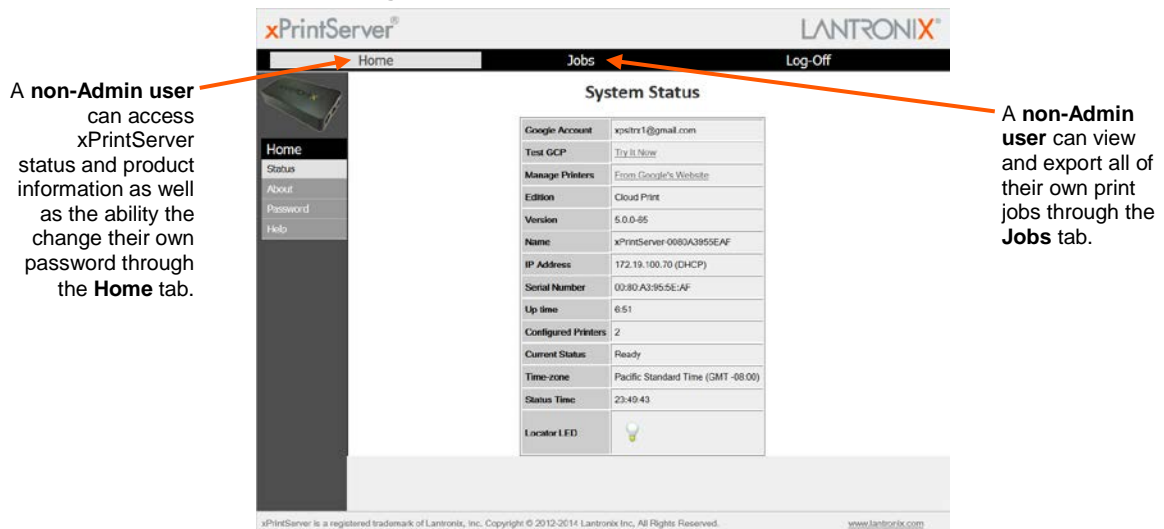 xPrintServer®
LANTRONIX®
Home
Jobs
Log-Off
A non-Admin user
can access
xPrintServer
status and product
information as well
as the ability the
change their own
password through
the Home tab.
Home
Status
About
Password
Help
System Status
Google Account xpsitrx1@gmail.com
Test GCP Try It Now
Manage Printers From Google's Website
Edition Cloud Print
Version 5.0.0-65
Name xPrintServer-0080A3955EAF
IP Address 172.19.100.70 (DHCP)
Serial Number 00:80:A3:95:5E:AF
Up time 6:51
Configured Printers 2
Current Status Ready
Time-zone Pacific Standard Time (GMT -08:00)
Status Time 23:49:43
Locator LED
A non-Admin
user can view
and export all of
their own print
jobs through the
Jobs tab.
xPrintServer is a registered trademark of Lantronix, Inc. Copyright © 2012-2014 Lantronix Inc, All Rights Reserved.
www.lantronix.com